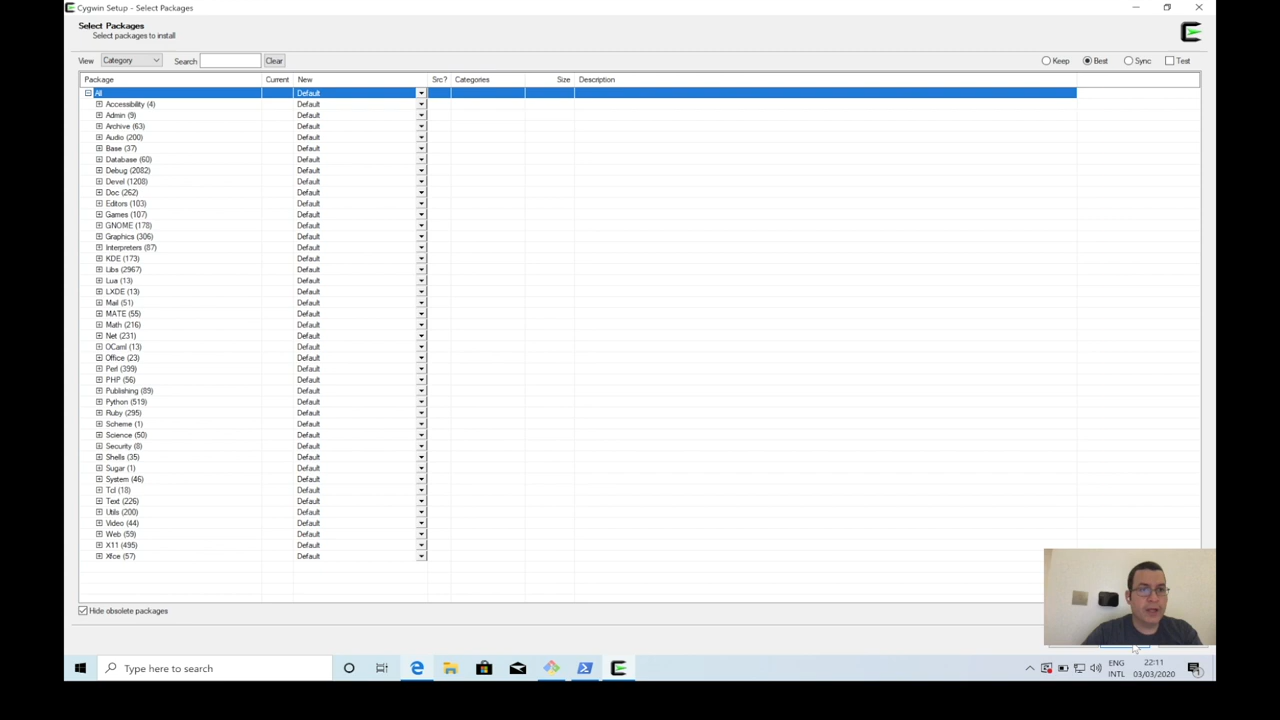 Cygwin Setup - Select Packages
Select Packages
Select packages to install
View Category Search Clear Keep Best Sync Test
Package Current New Src? Categories Size Description
All Default
Accessibility (4) Default
Admin (9) Default
Archive (63) Default
Audio (200) Default
Base (37) Default
Database (60) Default
Debug (2082) Default
Devel (1208) Default
Doc (262) Default
Editors (103) Default
Games (107) Default
GNOME (178) Default
Graphics (306) Default
Interpreters (87) Default
KDE (173) Default
Libs (2967) Default
Lua (13) Default
LXDE (13) Default
Mail (51) Default
MATE (55) Default
Math (216) Default
Net (231) Default
OCaml (13) Default
Office (23) Default
Perl (399) Default
PHP (56) Default
Publishing (89) Default
Python (519) Default
Ruby (295) Default
Scheme (1) Default
Science (50) Default
Security (8) Default
Shells (35) Default
Sugar (1) Default
System (46) Default
Tcl (18) Default
Text (226) Default
Utils (200) Default
Video (44) Default
Web (59) Default
X11 (495) Default
Xfce (57) Default
Hide obsolete packages
Type here to search
ENG 22:11
INTL 03/03/2020